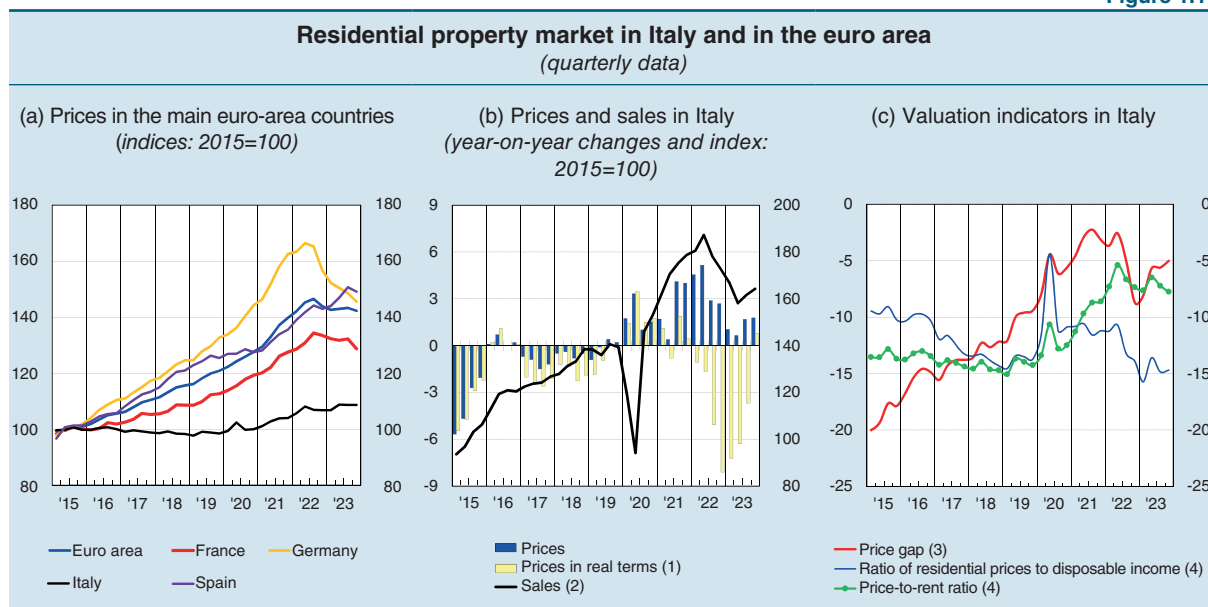 Residential property market in Italy and in the euro area
(quarterly data)
(a) Prices in the main euro-area countries
(indices: 2015=100)
180 180
160 160
140 140
120 120
100 100
80 80
'15 '16 '17 '18 '19 '20 '21 '22 '23
Euro area France Germany
Italy Spain
(b) Prices and sales in Italy
(year-on-year changes and index:
2015=100)
9 200
6 180
3 160
0 140
-3 120
-6 100
-9 80
'15 '16 '17 '18 '19 '20 '21 '22 '23
Prices
Prices in real terms (1)
Sales (2)
(c) Valuation indicators in Italy
0 0
-5 -5
-10 -10
-15 -15
-20 -20
-25 -25
'15 '16 '17 '18 '19 '20 '21 '22 '23
Price gap (3)
Ratio of residential prices to disposable income (4)
Price-to-rent ratio (4)